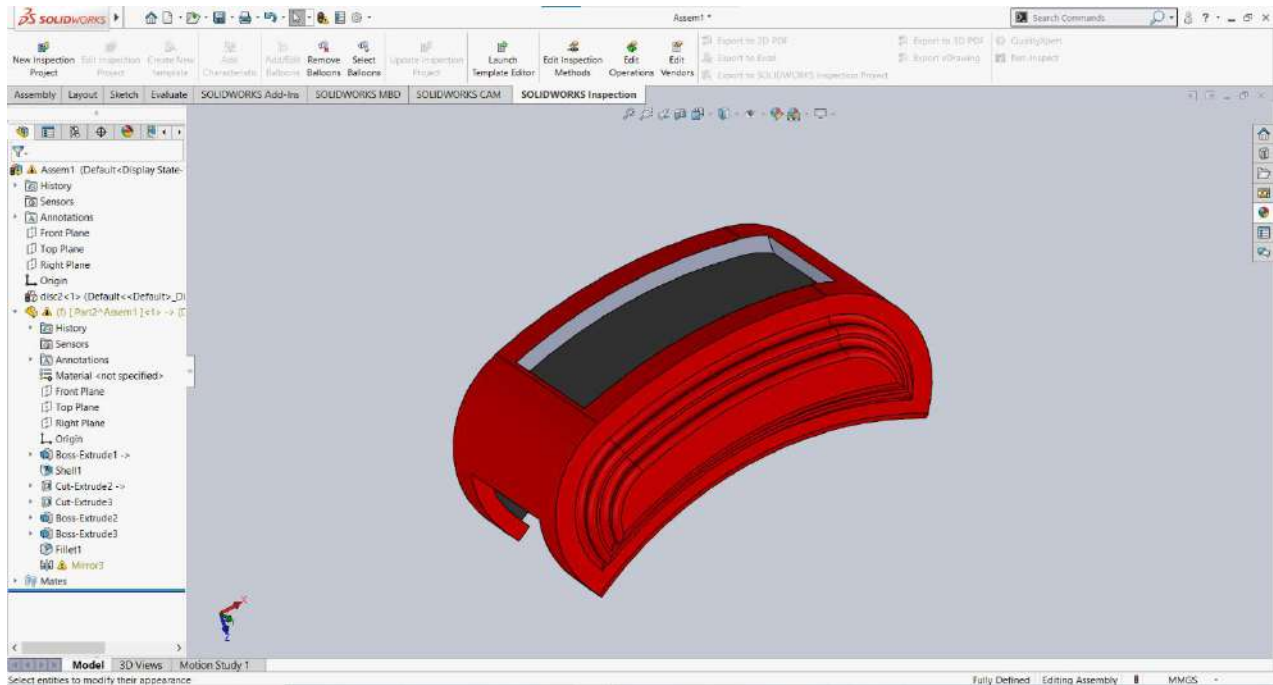 SOLIDWORKS
Assem1 *
Search Commands
New Inspection Project
Edit Inspection Project
Create New Template
Add Characteristic
Add/Edit Balloons
Remove Balloons
Select Balloons
Update Inspection Project
Launch Template Editor
Edit Inspection Methods
Edit Operations
Edit Vendors
Export to 2D PDF
Export to Excel
Export to SOLIDWORKS Inspection Project
Export to 3D PDF
Export eDrawing
QualityXpert
Net-Inspect
Assembly Layout Sketch Evaluate SOLIDWORKS Add-Ins SOLIDWORKS MBD SOLIDWORKS CAM SOLIDWORKS Inspection
Assem1 (Default<Display State-
History
Sensors
Annotations
Front Plane
Top Plane
Right Plane
Origin
disc2<1> (Default<<Default>_Di
(f) [ Part2^Assem1 ]<1> -> (D
History
Sensors
Annotations
Material <not specified>
Front Plane
Top Plane
Right Plane
Origin
Boss-Extrude1 ->
Shell1
Cut-Extrude2 ->
Cut-Extrude3
Boss-Extrude2
Boss-Extrude3
Fillet1
Mirror3
Mates
X
Z
Model 3D Views Motion Study 1
Select entities to modify their appearance
Fully Defined Editing Assembly MMGS